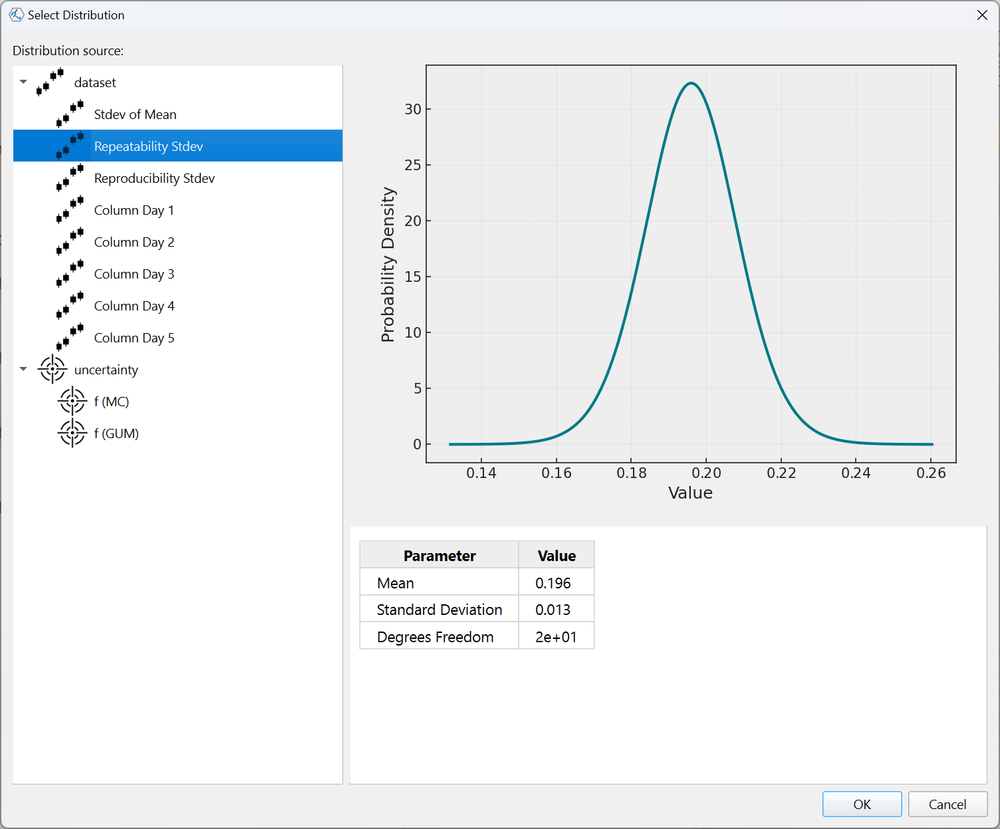 Select Distribution
Distribution source:
dataset
Stdev of Mean
Repeatability Stdev
Reproducibility Stdev
Column Day 1
Column Day 2
Column Day 3
Column Day 4
Column Day 5
uncertainty
f (MC)
f (GUM)
Probability Density
30
25
20
15
10
5
0
0.14 0.16 0.18 0.20 0.22 0.24 0.26
Value
Parameter Value
Mean 0.196
Standard Deviation 0.013
Degrees Freedom 2e+01
OK Cancel